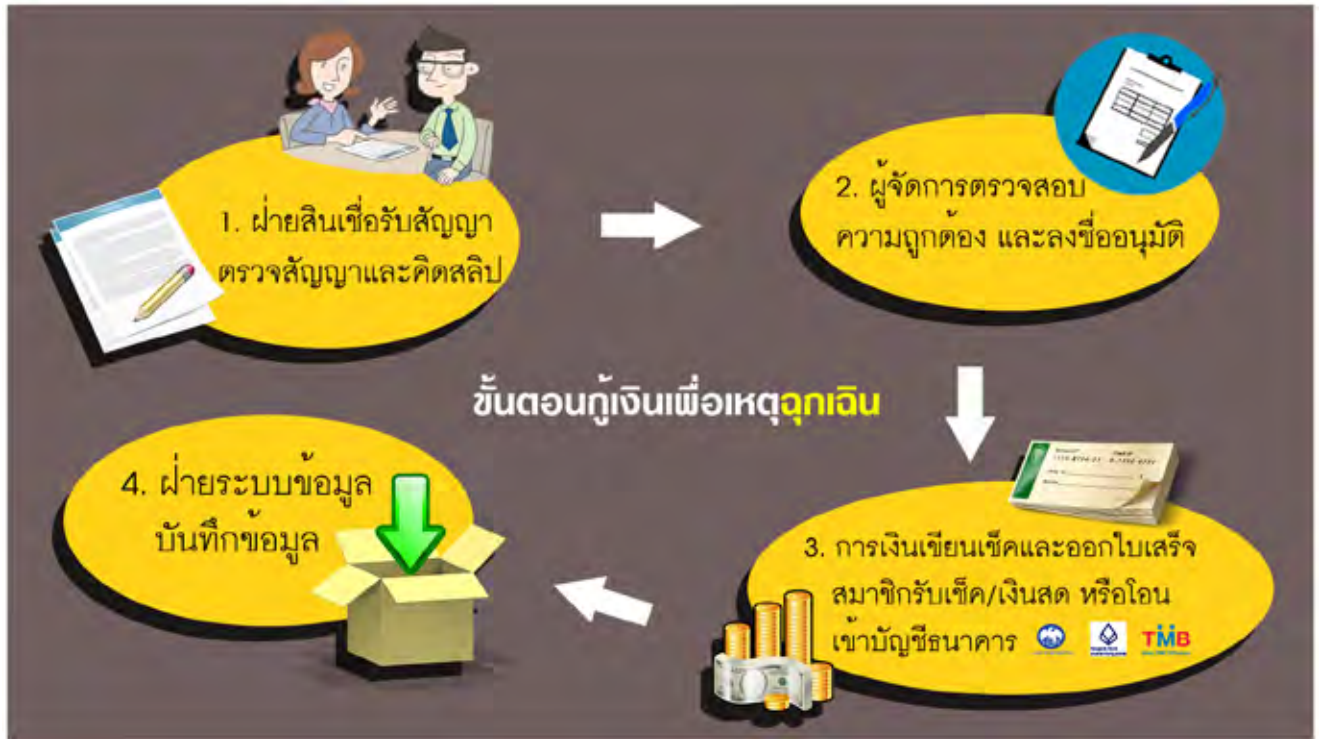 1. ฝ่ายสินเชื่อรับสัญญา
ตรวจสัญญาและคิดสลิป
2. ผู้จัดการตรวจสอบ
ความถูกต้อง และลงชื่ออนุมัติ
ขั้นตอนกู้เงินเพื่อเหตุฉุกเฉิน
3. การเงินเขียนเช็คและออกใบเสร็จ
สมาชิกรับเช็ค/เงินสด หรือโอน
เข้าบัญชีธนาคาร TMB
4. ฝ่ายระบบข้อมูล
บันทึกข้อมูล